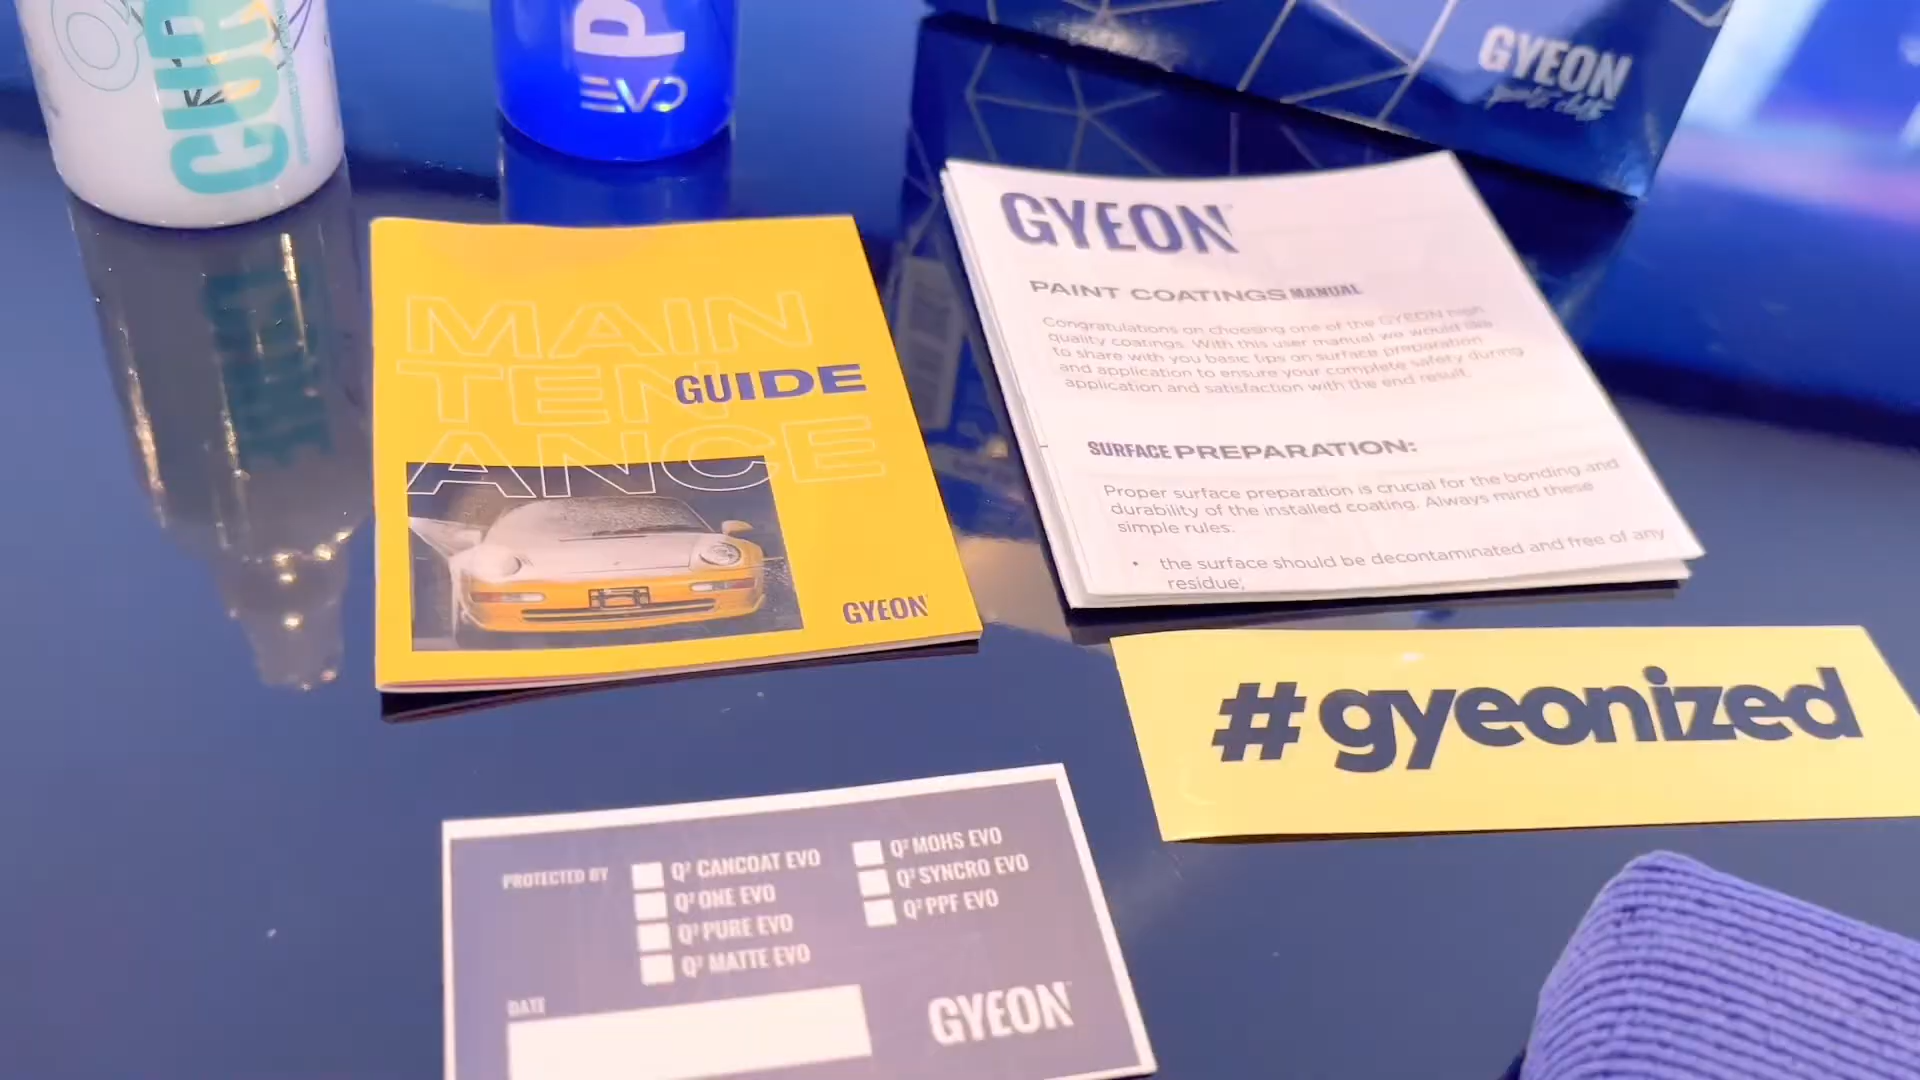 CUR
EVO
GYEON
GYEON
PAINT COATINGS MANUAL
Congratulations on choosing one of the GYEON high
quality coatings. With this user manual we would like
to share with you basic tips on surface preparation
and application to ensure your complete safety during
application and satisfaction with the end result.
SURFACE PREPARATION:
Proper surface preparation is crucial for the bonding and
durability of the installed coating. Always mind these
simple rules:
• the surface should be decontaminated and free of any
residue;
MAIN
TEN
ANCE
GUIDE
GYEON
#gyeonized
PROTECTED BY
Q² CANCOAT EVO
Q² ONE EVO
Q² PURE EVO
Q² MATTE EVO
Q² MOHS EVO
Q² SYNCRO EVO
Q² PPF EVO
DATE
GYEON